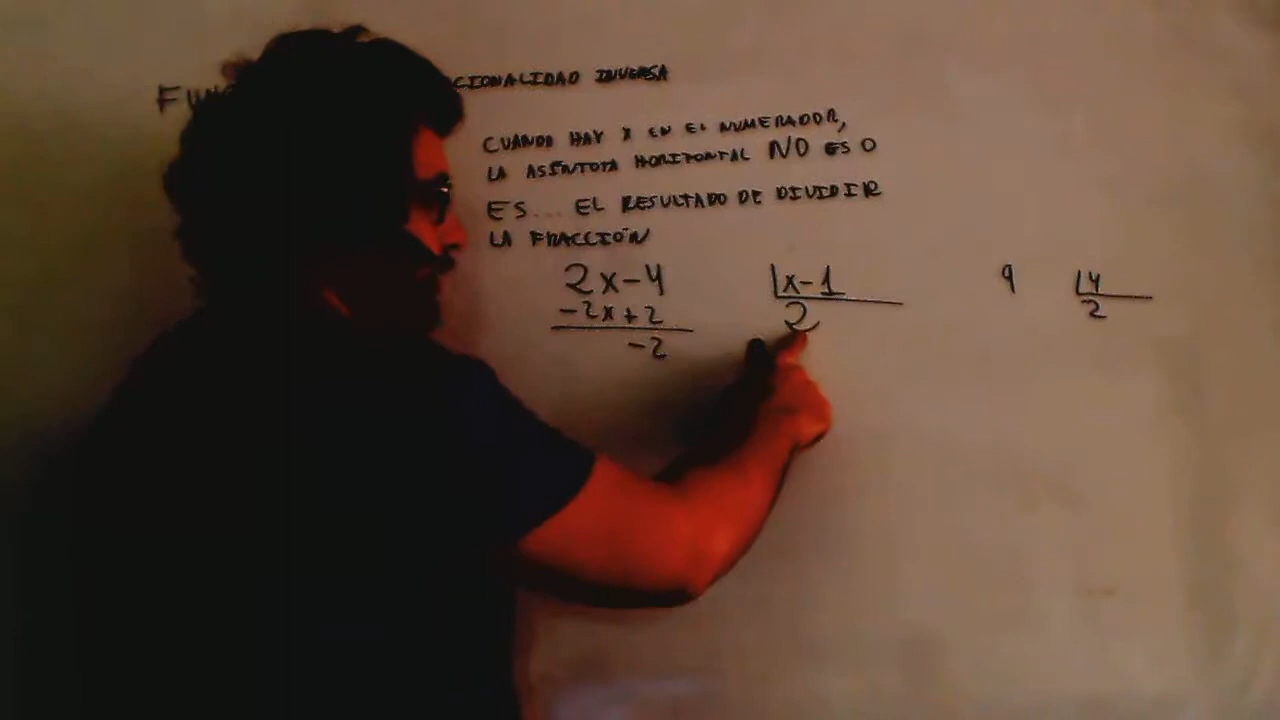 FUN CIONALIDAD INVERSA
CUANDO HAY X EN EL NUMERADOR,
LA ASÍNTOTA HORIZONTAL NO ES 0
ES... EL RESULTADO DE DIVIDIR
LA FRACCIÓN
2x-4 x-1 9 4
-2x+2 2 2
-2